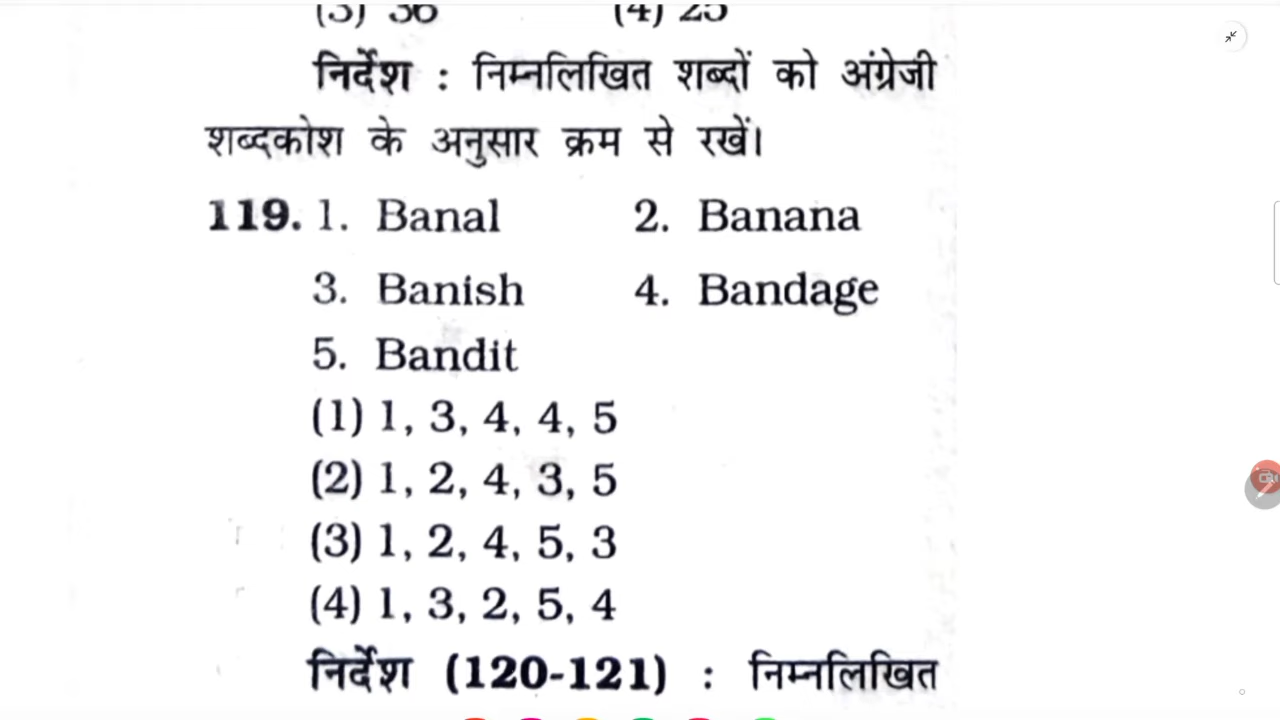 (3) 36 (4) 25
निर्देश : निम्नलिखित शब्दों को अंग्रेजी
शब्दकोश के अनुसार क्रम से रखें।
119. 1. Banal 2. Banana
3. Banish 4. Bandage
5. Bandit
(1) 1, 3, 4, 4, 5
(2) 1, 2, 4, 3, 5
(3) 1, 2, 4, 5, 3
(4) 1, 3, 2, 5, 4
निर्देश (120-121) : निम्नलिखित